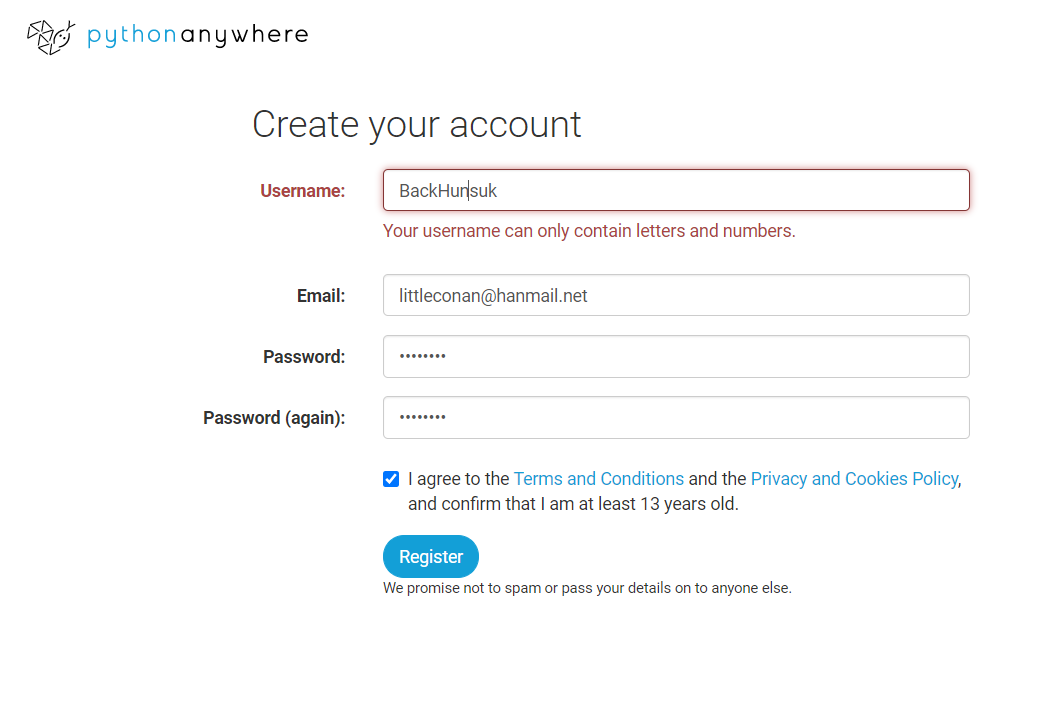 pythonanywhere
Create your account
Username:
BackHunsuk
Your username can only contain letters and numbers.
Email:
littleconan@hanmail.net
Password:
••••••••
Password (again):
••••••••
I agree to the Terms and Conditions and the Privacy and Cookies Policy,
and confirm that I am at least 13 years old.
Register
We promise not to spam or pass your details on to anyone else.